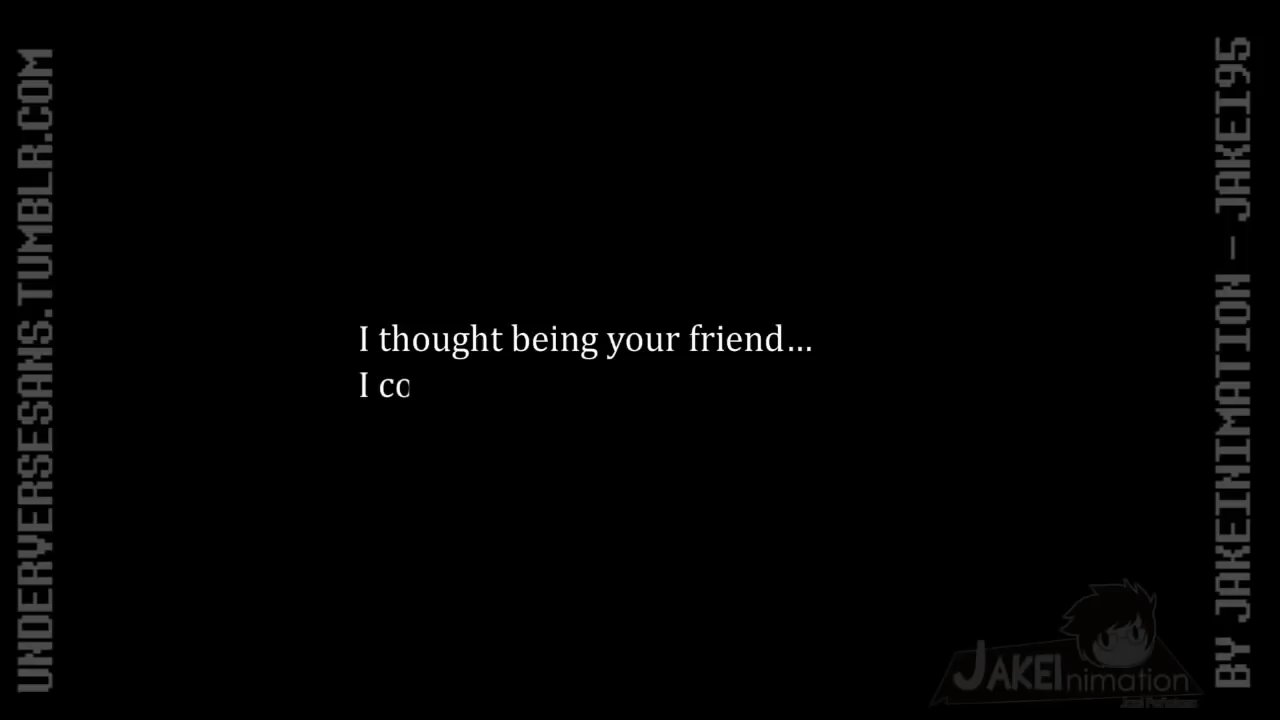 UNDERVERSESANS.TUMBLR.COM
I thought being your friend...
I co
BY JAKEINIMATION - JAKEI95
JAKEInimation